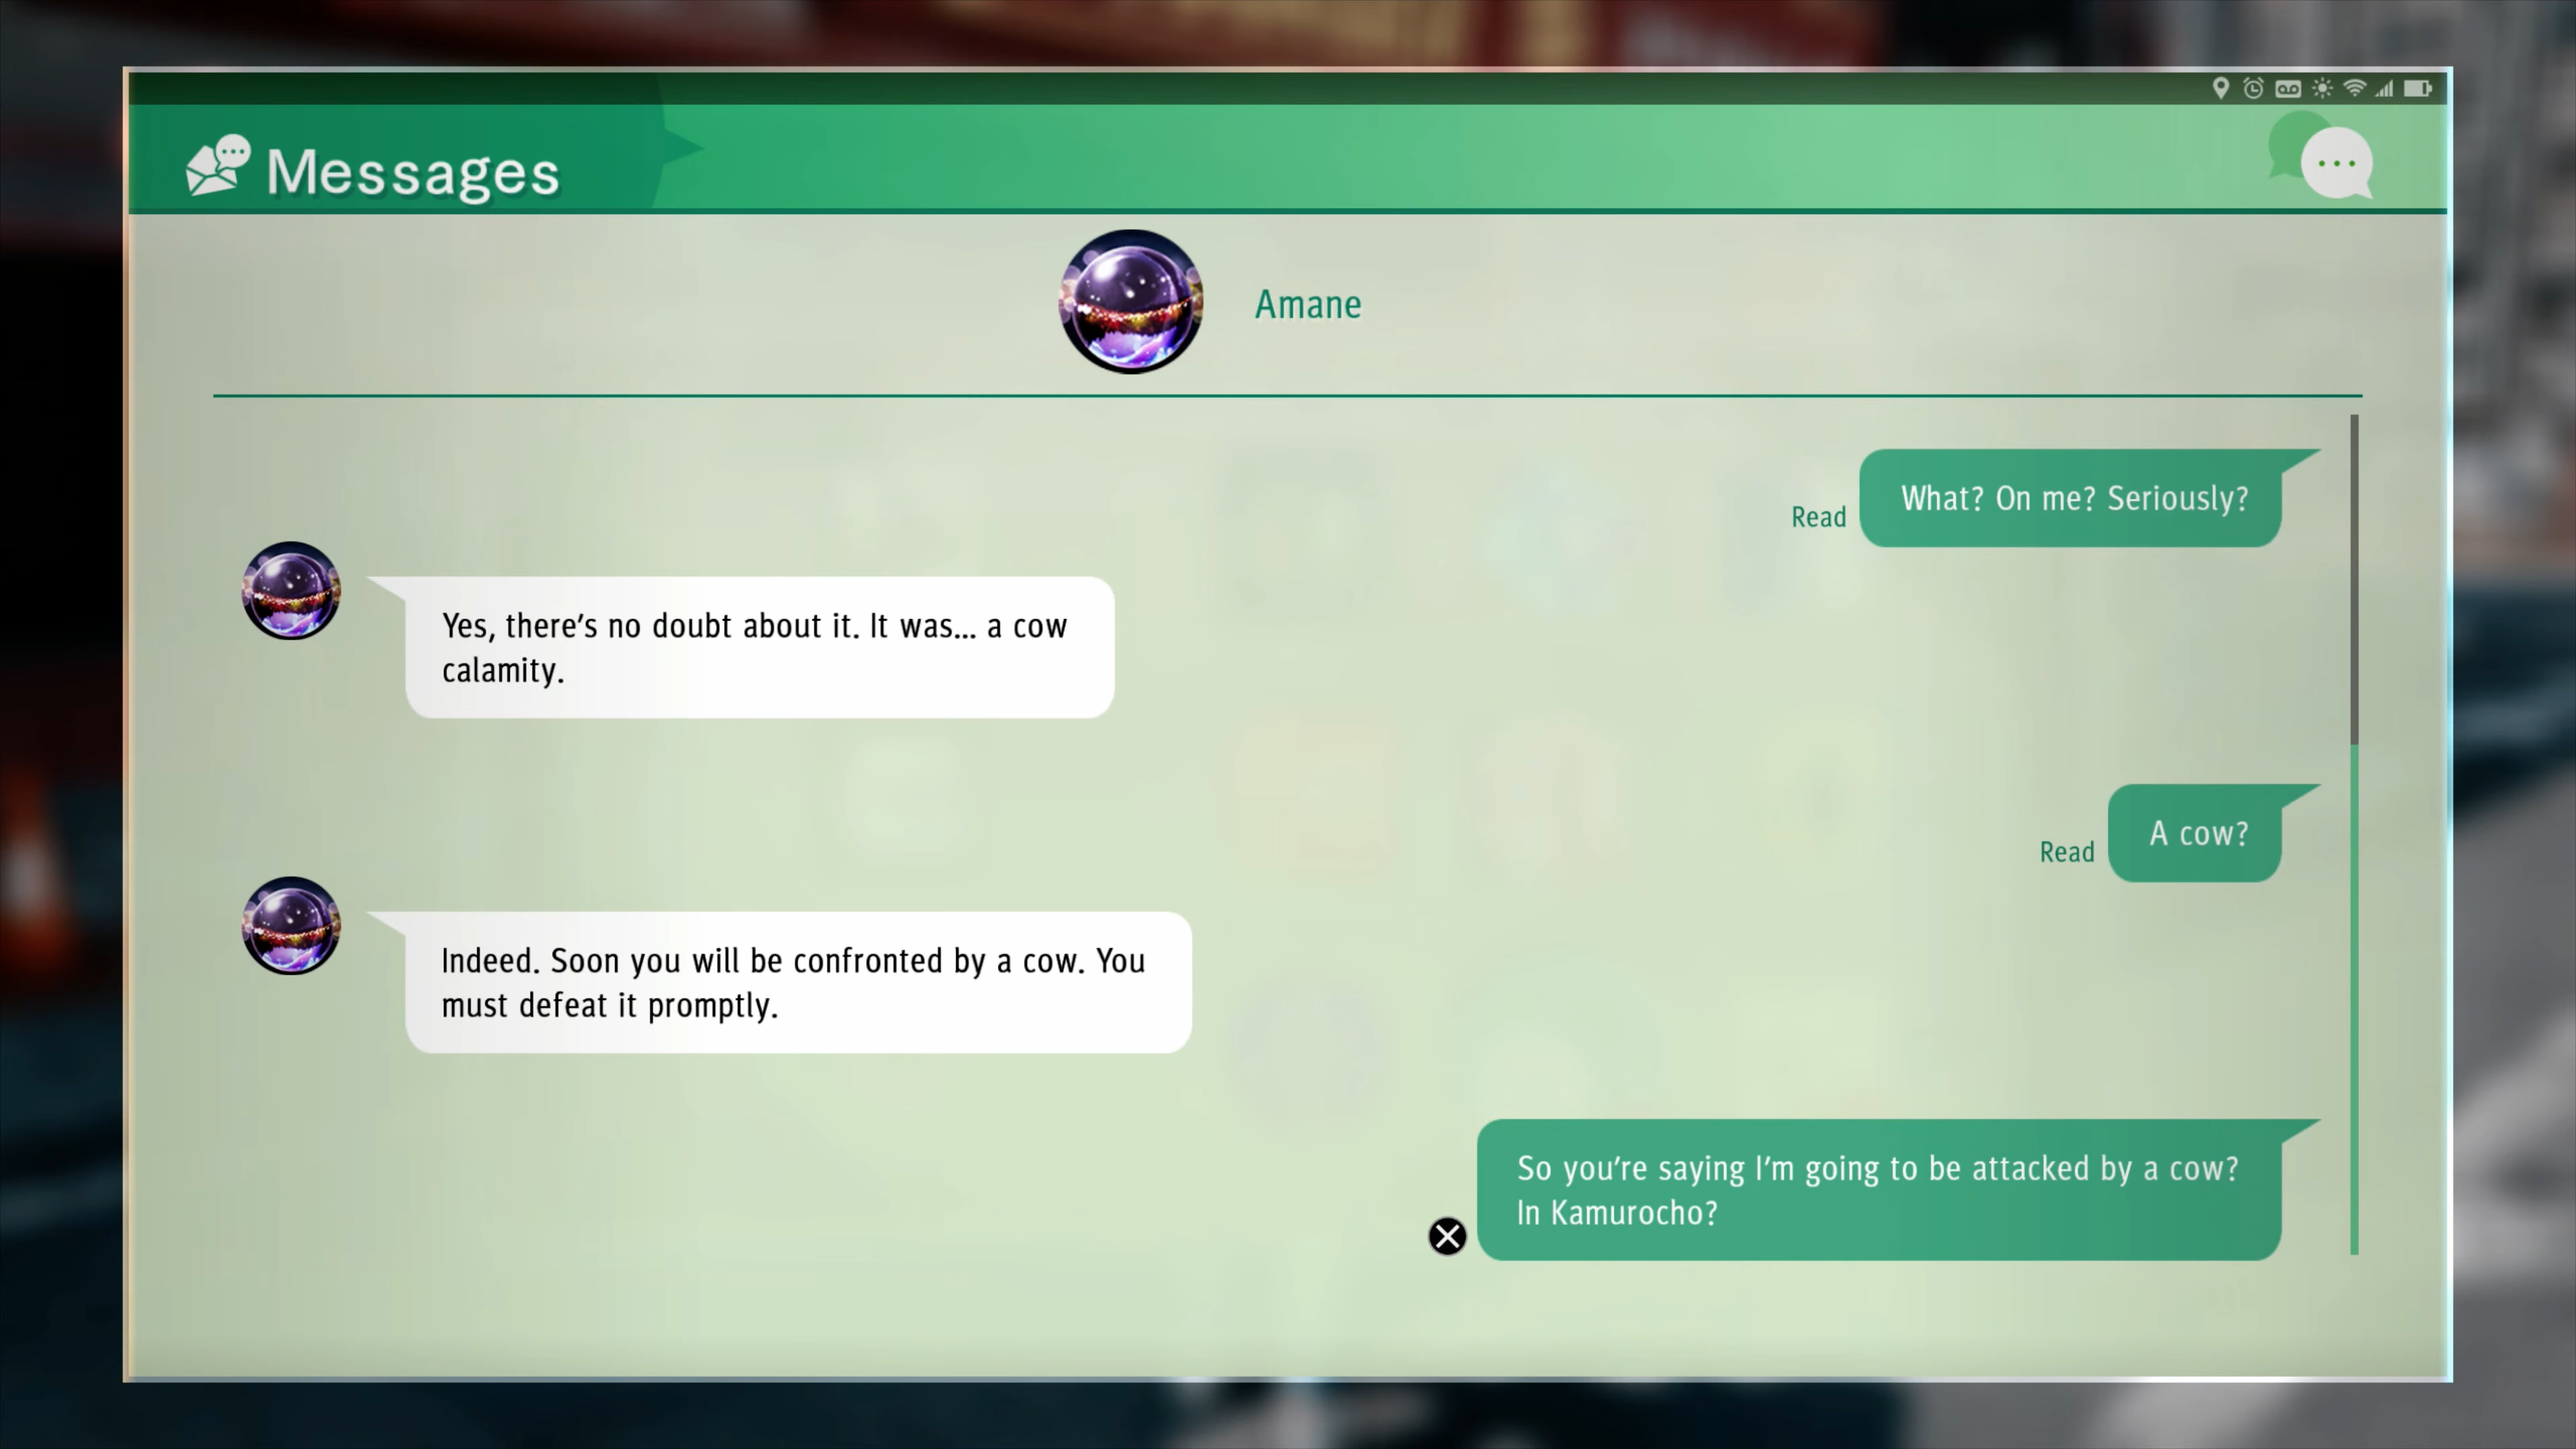 Messages
Amane
What? On me? Seriously?
Read
Yes, there's no doubt about it. It was... a cow
calamity.
A cow?
Read
Indeed. Soon you will be confronted by a cow. You
must defeat it promptly.
So you're saying I'm going to be attacked by a cow?
In Kamurocho?